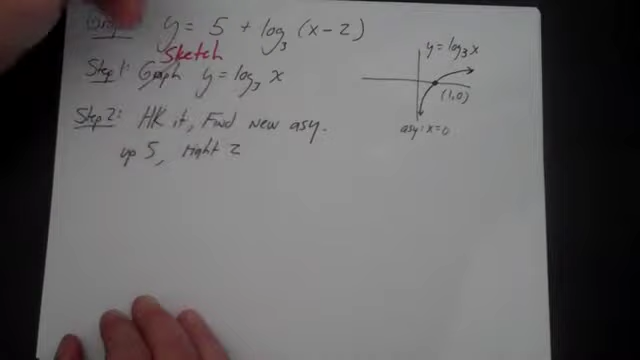 Graph y = 5 + log₃ (x - 2)
Sketch
Step 1: Graph y = log₃ x
Step 2: HK it, Find new asy.
up 5, right 2
y = log₃ x
(1,0)
asy: x=0